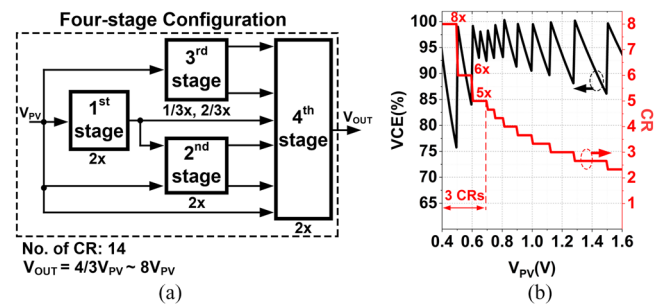 Four-stage Configuration
3rd stage
1/3x, 2/3x
VPV
1st stage
2x
2nd stage
2x
4th stage
2x
VOUT
No. of CR: 14
VOUT = 4/3VPV ~ 8VPV
(a)
VCE(%)
100
95
90
85
80
75
70
65
8x
6x
5x
3 CRs
CR
8
7
6
5
4
3
2
1
0.4 0.6 0.8 1.0 1.2 1.4 1.6
VPV(V)
(b)